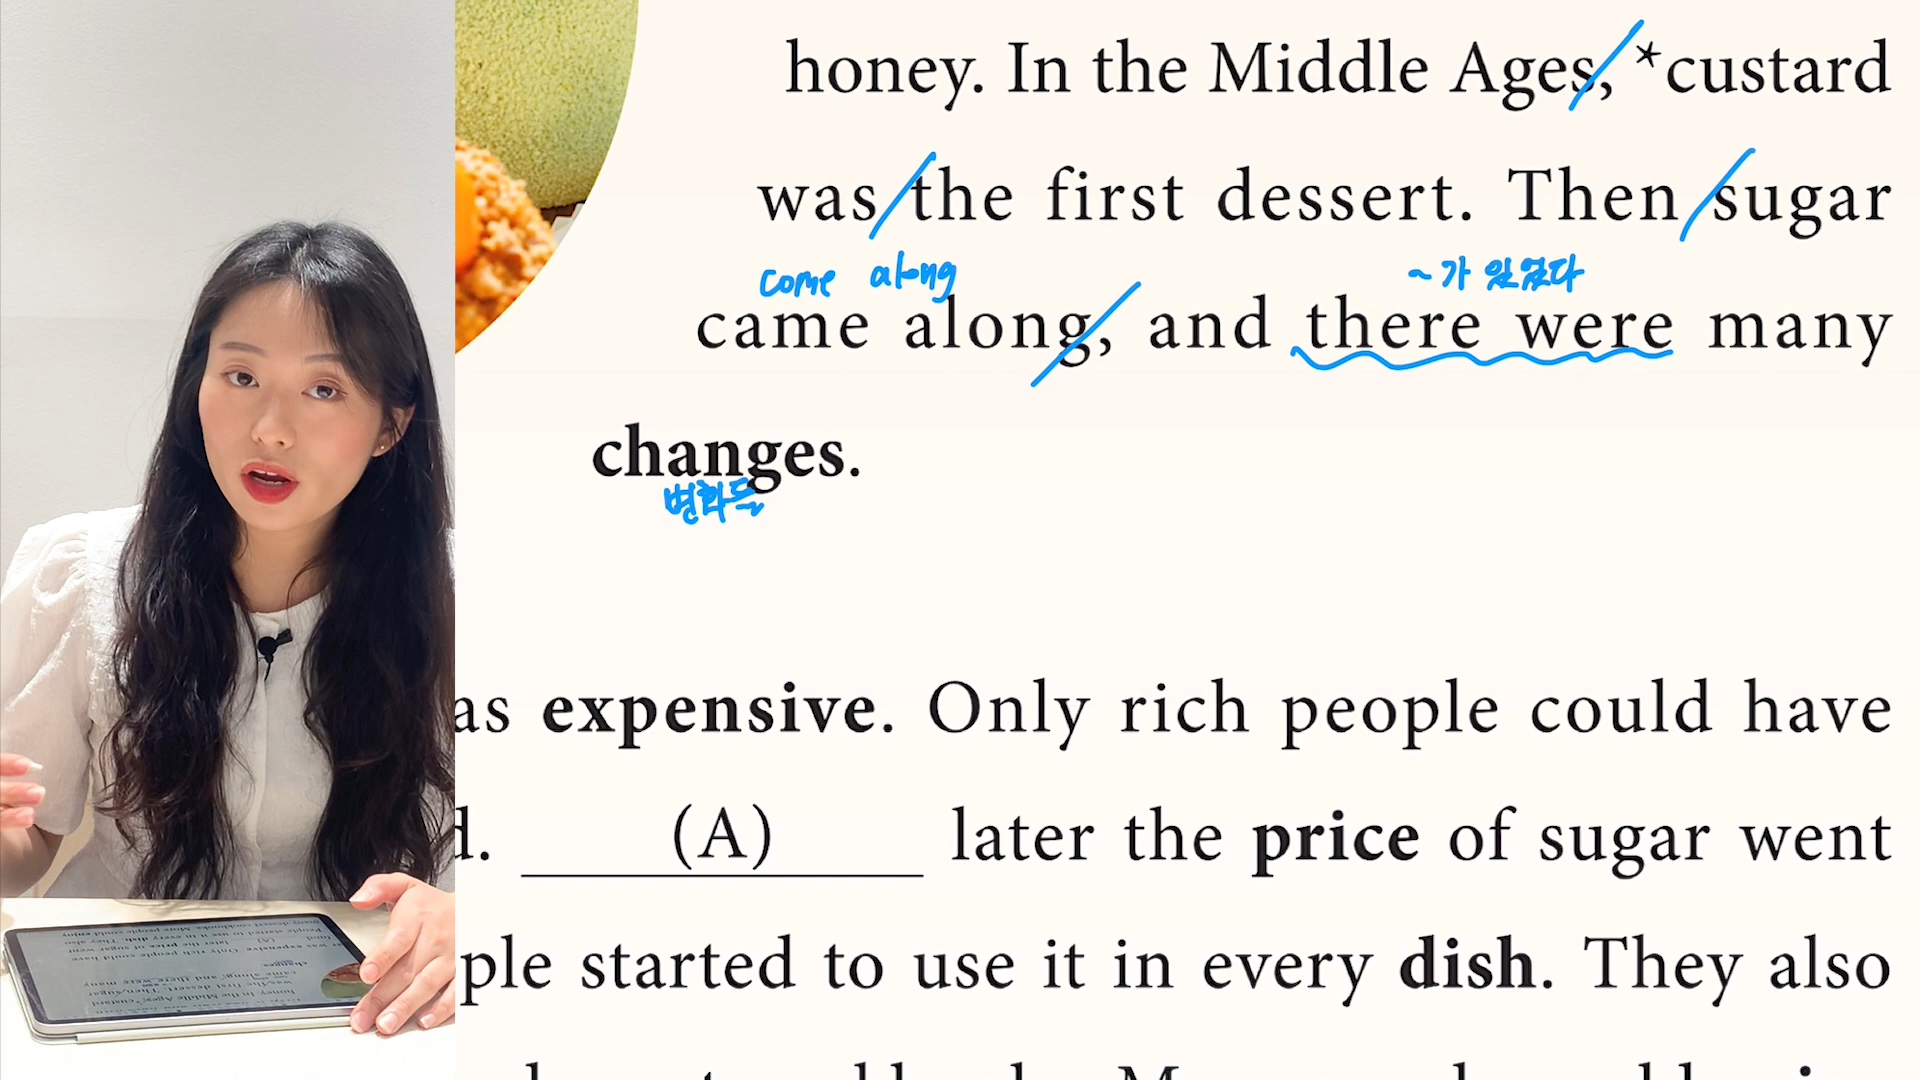 honey. In the Middle Ages, *custard
was the first dessert. Then sugar
come along ~가 있었다
came along, and there were many
changes.
변화들
as expensive. Only rich people could have
d. (A) later the price of sugar went
ple started to use it in every dish. They also